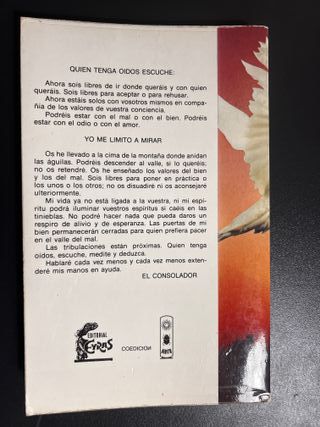 QUIEN TENGA OIDOS ESCUCHE:
Ahora sois libres de ir donde queráis y con quien
queráis. Sois libres para aceptar o para rehusar.
Ahora estáis solos con vosotros mismos en compa-
ñia de los valores de vuestra conciencia.
Podréis estar con el mal o con el bien. Podréis
estar con el odio o con el amor.
YO ME LIMITO A MIRAR
Os he llevado a la cima de la montaña donde anidan
las águilas. Podréis descender al valle, si lo queréis;
no os retendré. Os he enseñado los valores del bien
y los del mal. Sois libres para poner en práctica o
los unos o los otros; no os disuadiré ni os aconsejaré
ulteriormente.
Mi vida ya no está ligada a la vuestra, ni mi espi-
ritu podrá iluminar vuestros espiritus si caéis en las
tinieblas. No podré hacer nada que pueda daros un
respiro de alivio y de esperanza. Las puertas de mi
bien permanecerán cerradas para quien prefiera pacer
en el valle del mal.
Las tribulaciones están próximas. Quien tenga
oidos, escuche, medite y deduzca.
Hablaré cada vez menos y cada vez menos exten-
deré mis manos en ayuda.
EL CONSOLADOR
EDITORIAL
EYRAS
COEDICION